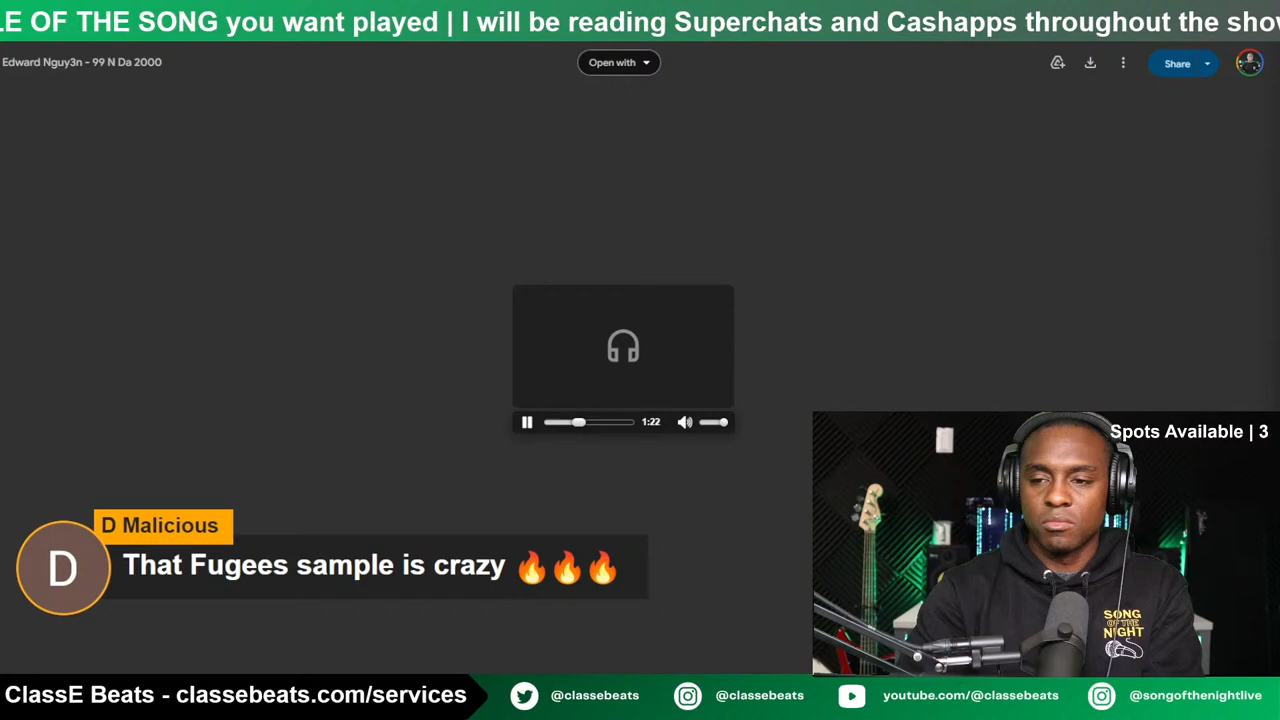 LE OF THE SONG you want played | I will be reading Superchats and Cashapps throughout the show
Edward Nguy3n - 99 N Da 2000
Open with
Share
1:22
Spots Available | 3
D Malicious
D
That Fugees sample is crazy 🔥🔥🔥
SONG
OF THE
NIGHT
ClassE Beats - classebeats.com/services
@classebeats
@classebeats
youtube.com/@classebeats
@songofthenightlive